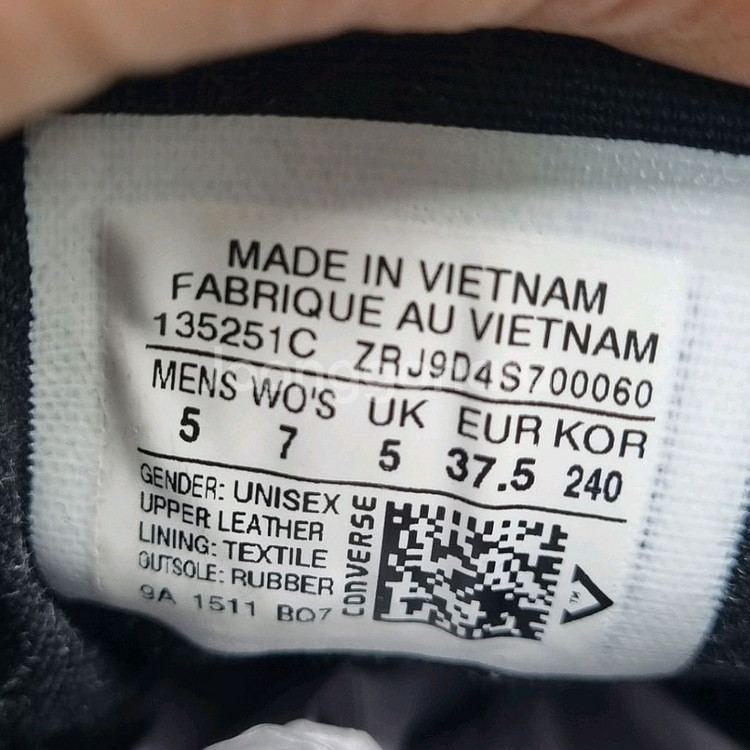 MADE IN VIETNAM
FABRIQUE AU VIETNAM
135251C ZRJ9D4S700060
MENS WO'S UK EUR KOR
5 7 5 37.5 240
GENDER: UNISEX
UPPER: LEATHER
LINING: TEXTILE
OUTSOLE: RUBBER
9A 1511 BO7
CONVERSE
TM